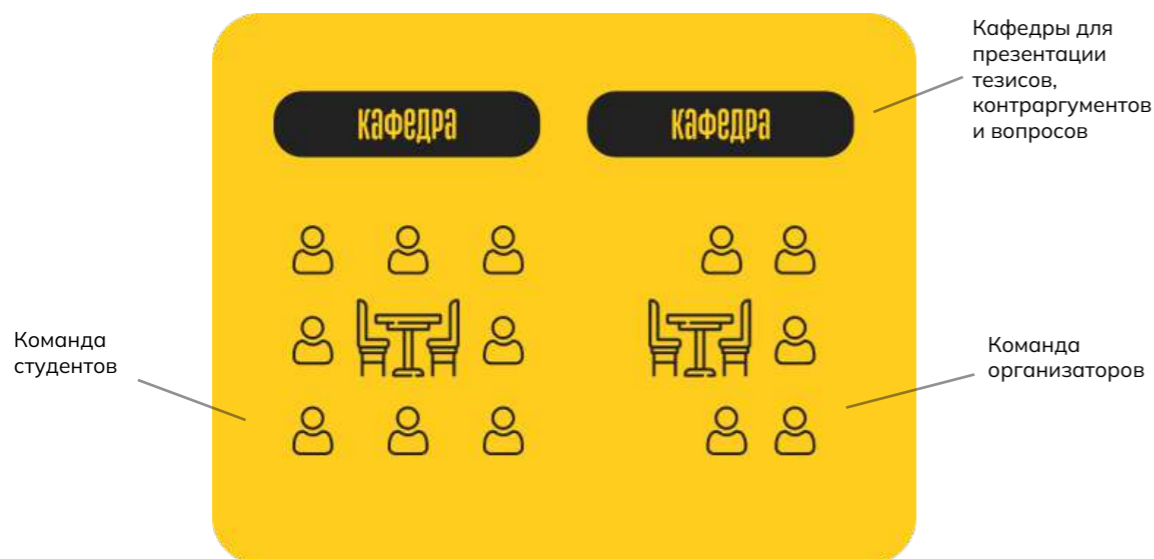 Кафедры для
презентации
тезисов,
контраргументов
и вопросов
кафедра
кафедра
Команда
студентов
Команда
организаторов